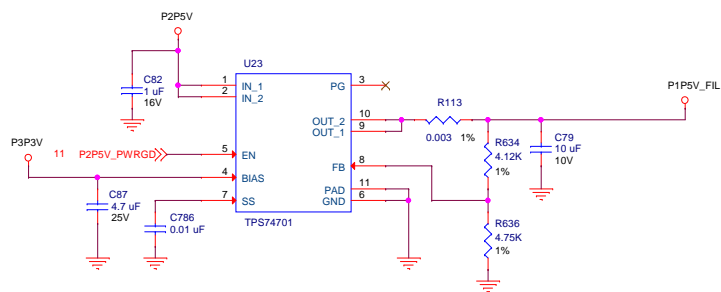 P2P5V
U23
C82
1 uF
16V
1 IN_1
2 IN_2
PG 3
OUT_2 10
OUT_1 9
R113
0.003 1%
P1P5V_FIL
P3P3V
11 P2P5V_PWRGD
5 EN
4 BIAS
7 SS
FB 8
PAD 11
GND 6
TPS74701
R634
4.12K
1%
C79
10 uF
10V
C87
4.7 uF
25V
C786
0.01 uF
R636
4.75K
1%